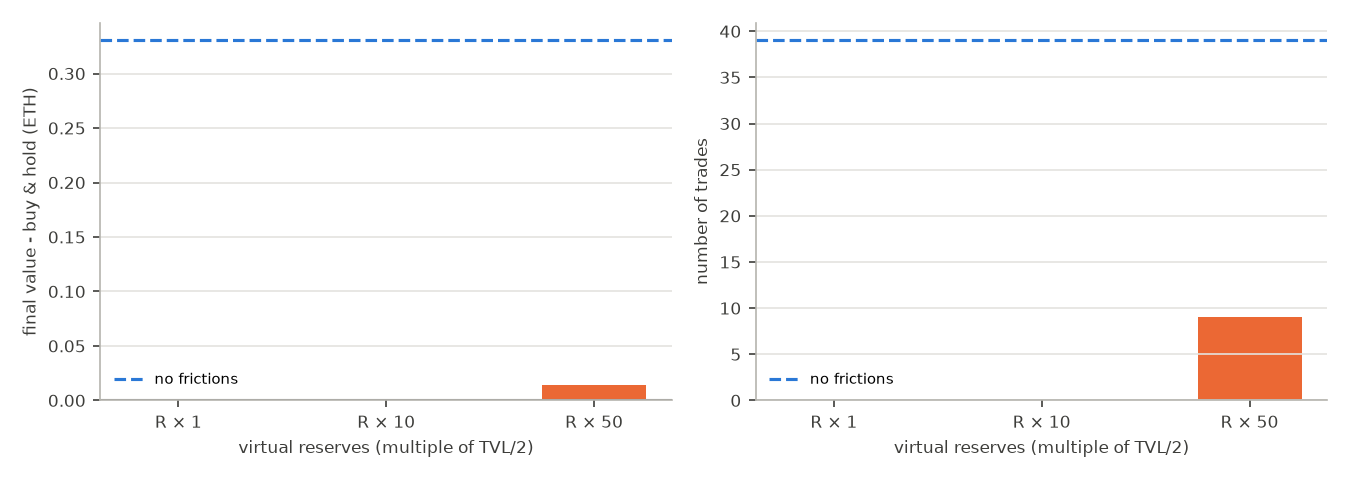 final value - buy & hold (ETH)
0.30
0.25
0.20
0.15
0.10
0.05
0.00
no frictions
R × 1
R × 10
R × 50
virtual reserves (multiple of TVL/2)
number of trades
40
35
30
25
20
15
10
5
0
no frictions
R × 1
R × 10
R × 50
virtual reserves (multiple of TVL/2)